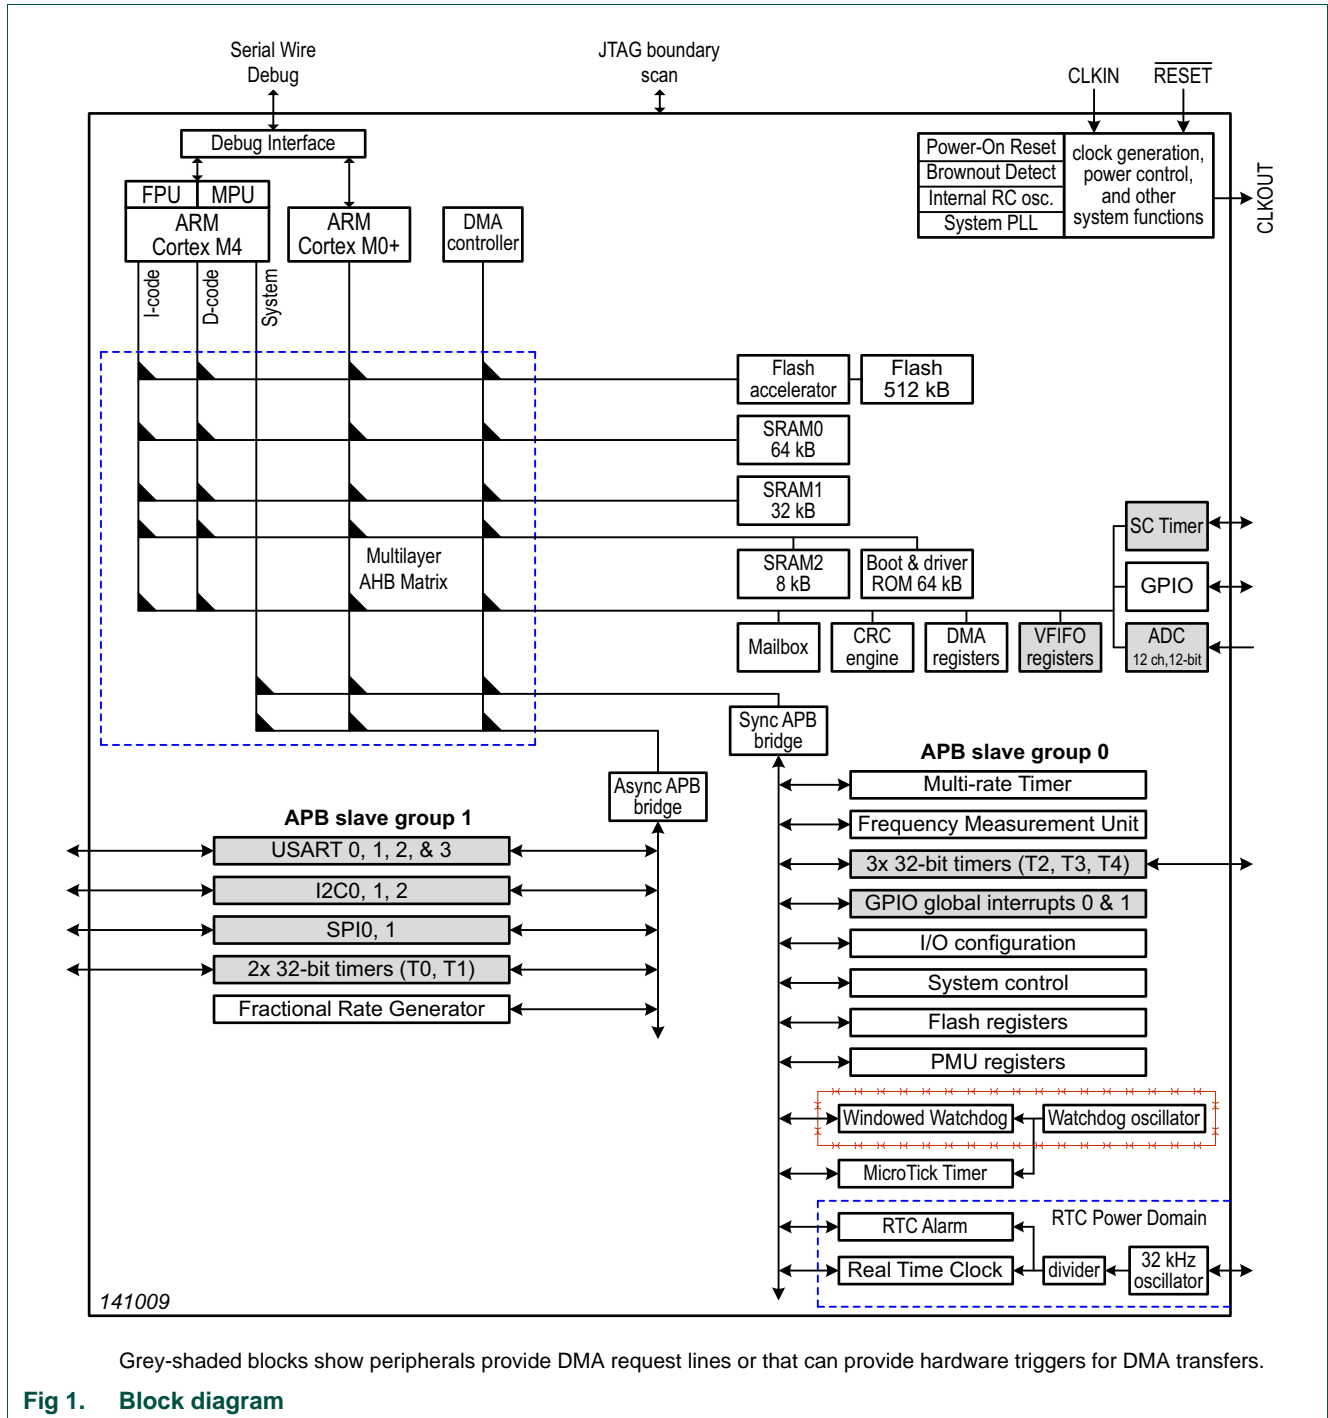 Serial Wire
Debug
JTAG boundary
scan
CLKIN
RESET
Debug Interface
FPU
MPU
ARM
Cortex M4
ARM
Cortex M0+
DMA
controller
Power-On Reset
Brownout Detect
Internal RC osc.
System PLL
clock generation,
power control,
and other
system functions
CLKOUT
I-code
D-code
System
Flash
accelerator
Flash
512 kB
SRAM0
64 kB
SRAM1
32 kB
Multilayer
AHB Matrix
SRAM2
8 kB
Boot & driver
ROM 64 kB
SC Timer
GPIO
ADC
12 ch,12-bit
Mailbox
CRC
engine
DMA
registers
VFIFO
registers
Sync APB
bridge
Async APB
bridge
APB slave group 1
USART 0, 1, 2, & 3
I2C0, 1, 2
SPI0, 1
2x 32-bit timers (T0, T1)
Fractional Rate Generator
APB slave group 0
Multi-rate Timer
Frequency Measurement Unit
3x 32-bit timers (T2, T3, T4)
GPIO global interrupts 0 & 1
I/O configuration
System control
Flash registers
PMU registers
Windowed Watchdog
Watchdog oscillator
MicroTick Timer
RTC Power Domain
RTC Alarm
Real Time Clock
divider
32 kHz
oscillator
141009
Grey-shaded blocks show peripherals provide DMA request lines or that can provide hardware triggers for DMA transfers.
Fig 1. Block diagram